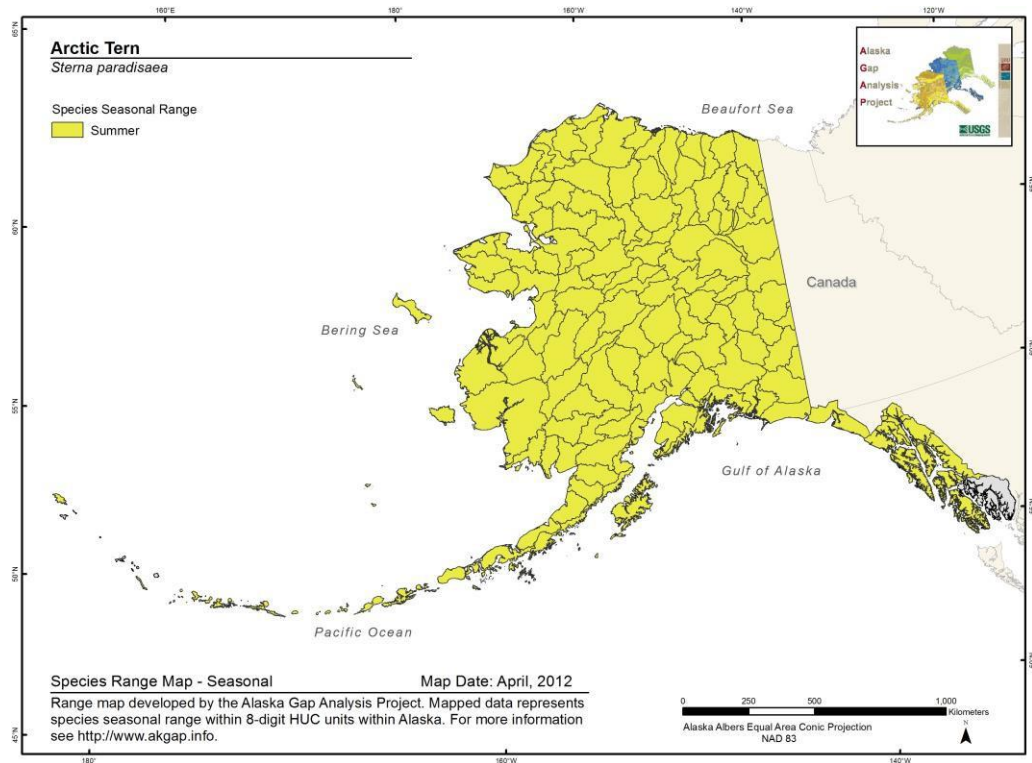 160°E 180° 160°W 140°W 120°W
65°N
Arctic Tern
Sterna paradisaea
Species Seasonal Range
Summer
Alaska
Gap
Analysis
Project
USGS
Beaufort Sea
60°N
Canada
Bering Sea
60°N
55°N
Gulf of Alaska
50°N
Pacific Ocean
Species Range Map - Seasonal Map Date: April, 2012
Range map developed by the Alaska Gap Analysis Project. Mapped data represents
species seasonal range within 8-digit HUC units within Alaska. For more information
see http://www.akgap.info.
0 250 500 1,000
Kilometers
Alaska Albers Equal Area Conic Projection
NAD 83
N
45°N
180° 160°W 140°W